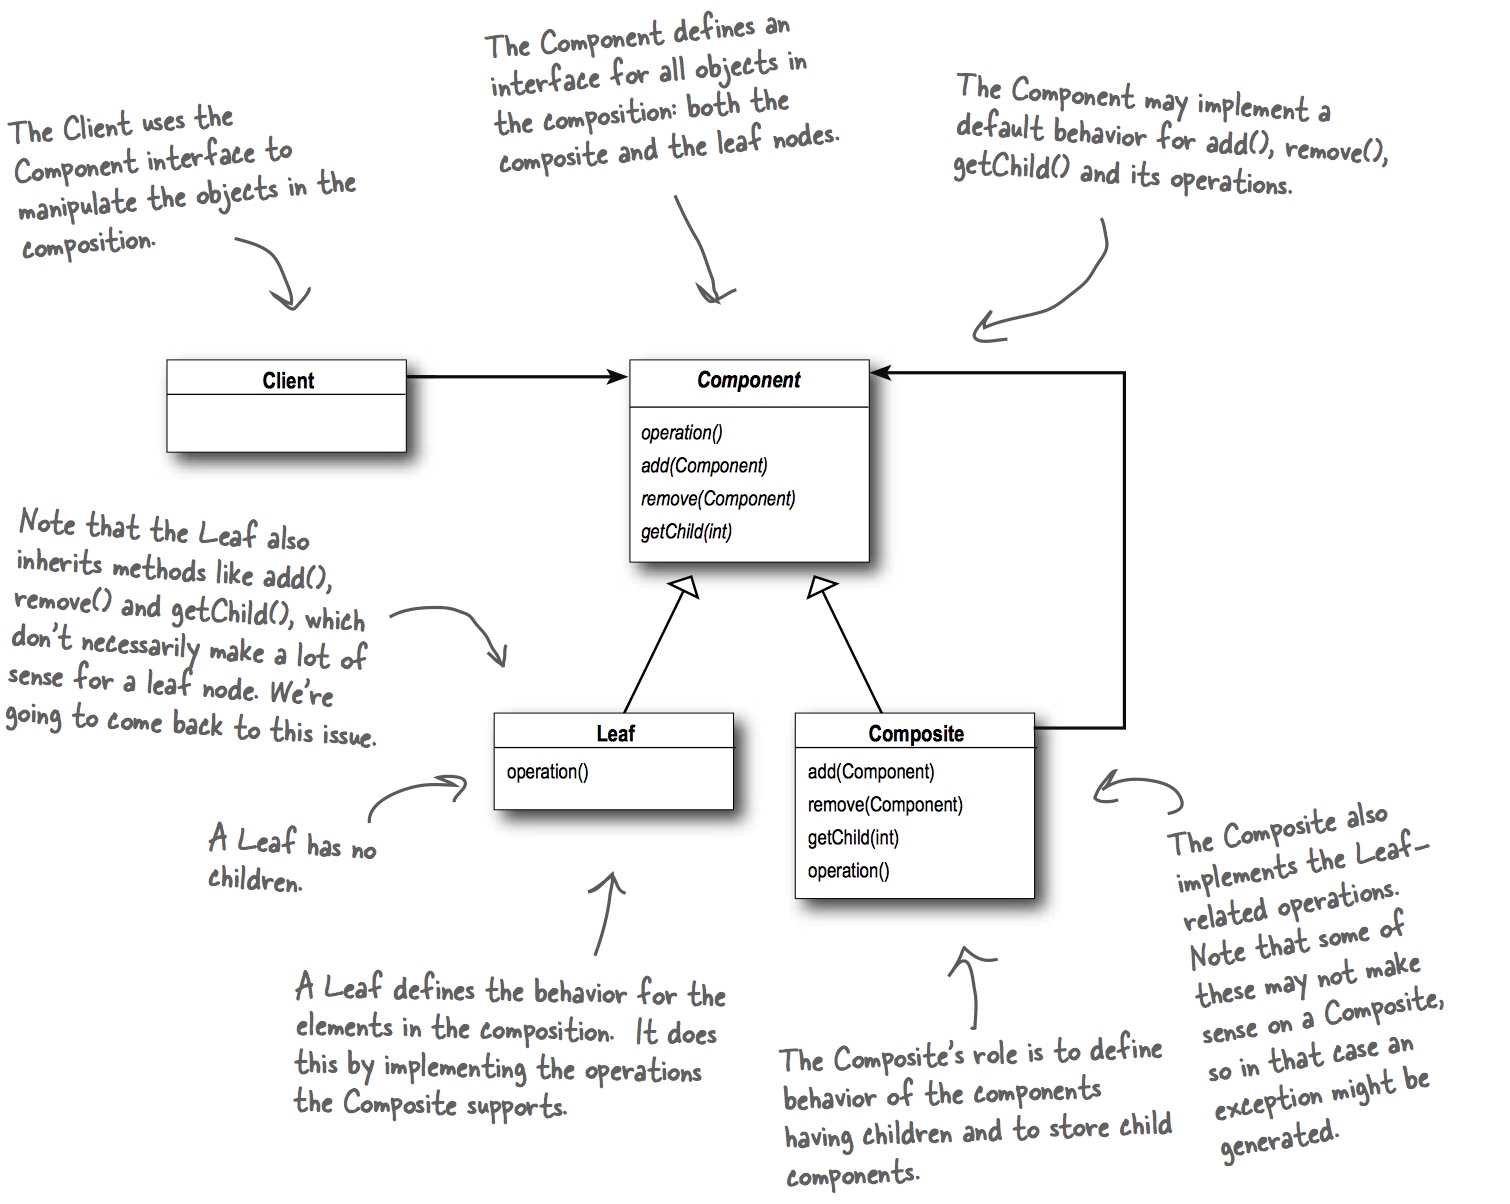 The Component defines an
interface for all objects in
the composition: both the
composite and the leaf nodes.
The Component may implement a
default behavior for add(), remove(),
getChild() and its operations.
The Client uses the
Component interface to
manipulate the objects in the
composition.
Client
Component
operation()
add(Component)
remove(Component)
getChild(int)
Note that the Leaf also
inherits methods like add(),
remove() and getChild(), which
don't necessarily make a lot of
sense for a leaf node. We're
going to come back to this issue.
Leaf
operation()
Composite
add(Component)
remove(Component)
getChild(int)
operation()
A Leaf has no
children.
The Composite also
implements the Leaf-
related operations.
Note that some of
these may not make
sense on a Composite,
so in that case an
exception might be
generated.
A Leaf defines the behavior for the
elements in the composition. It does
this by implementing the operations
the Composite supports.
The Composite's role is to define
behavior of the components
having children and to store child
components.